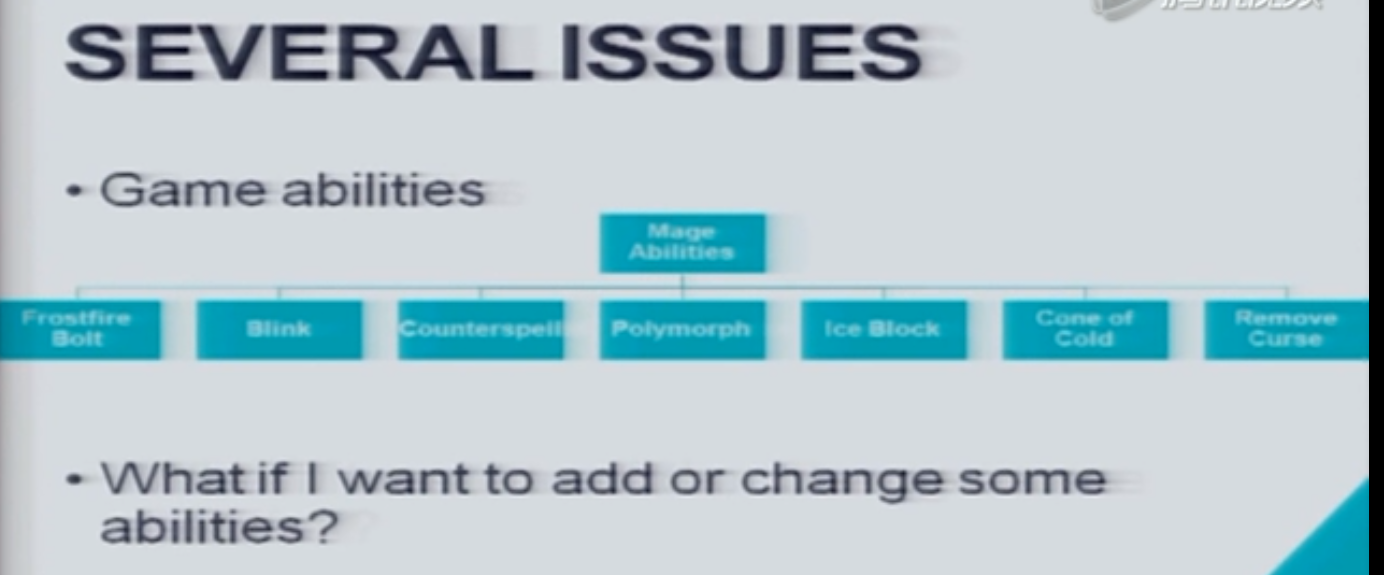 SEVERAL ISSUES
• Game abilities
Mage
Abilities
Frostfire
Bolt
Blink
Counterspell
Polymorph
Ice Block
Cone of
Cold
Remove
Curse
• What if I want to add or change some
abilities?